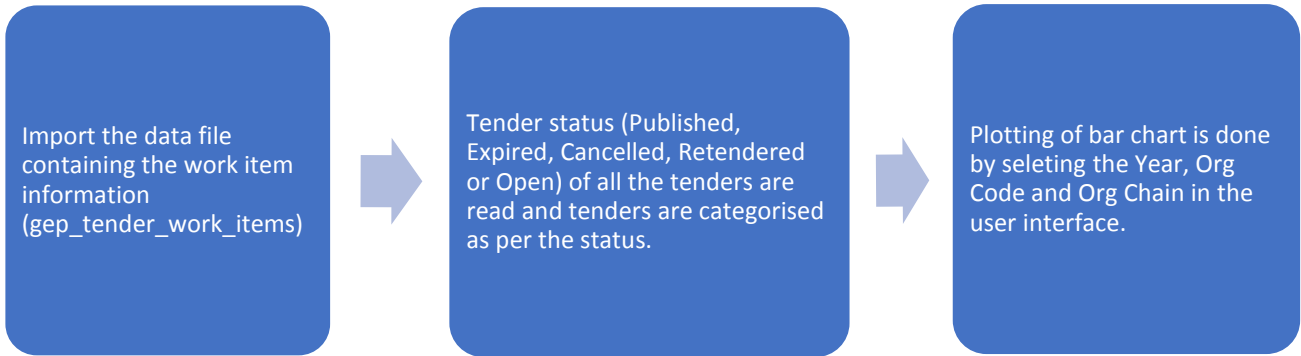 Import the data file
containing the work item
information
(gep_tender_work_items)
Tender status (Published,
Expired, Cancelled, Retendered
or Open) of all the tenders are
read and tenders are categorised
as per the status.
Plotting of bar chart is done
by seleting the Year, Org
Code and Org Chain in the
user interface.